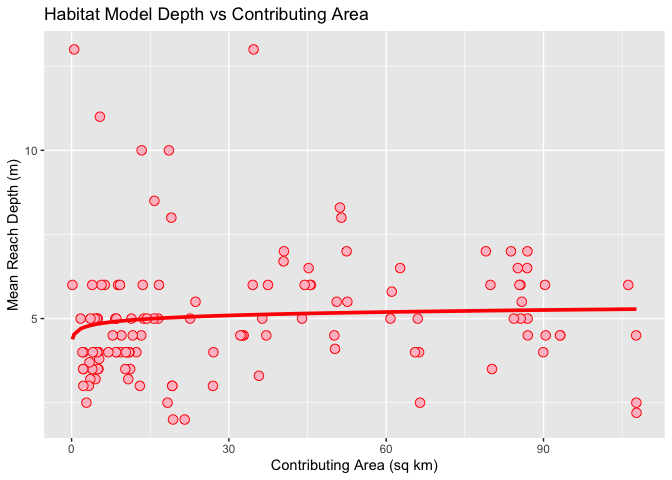 Habitat Model Depth vs Contributing Area
Mean Reach Depth (m)
10
5
0
30
60
90
Contributing Area (sq km)